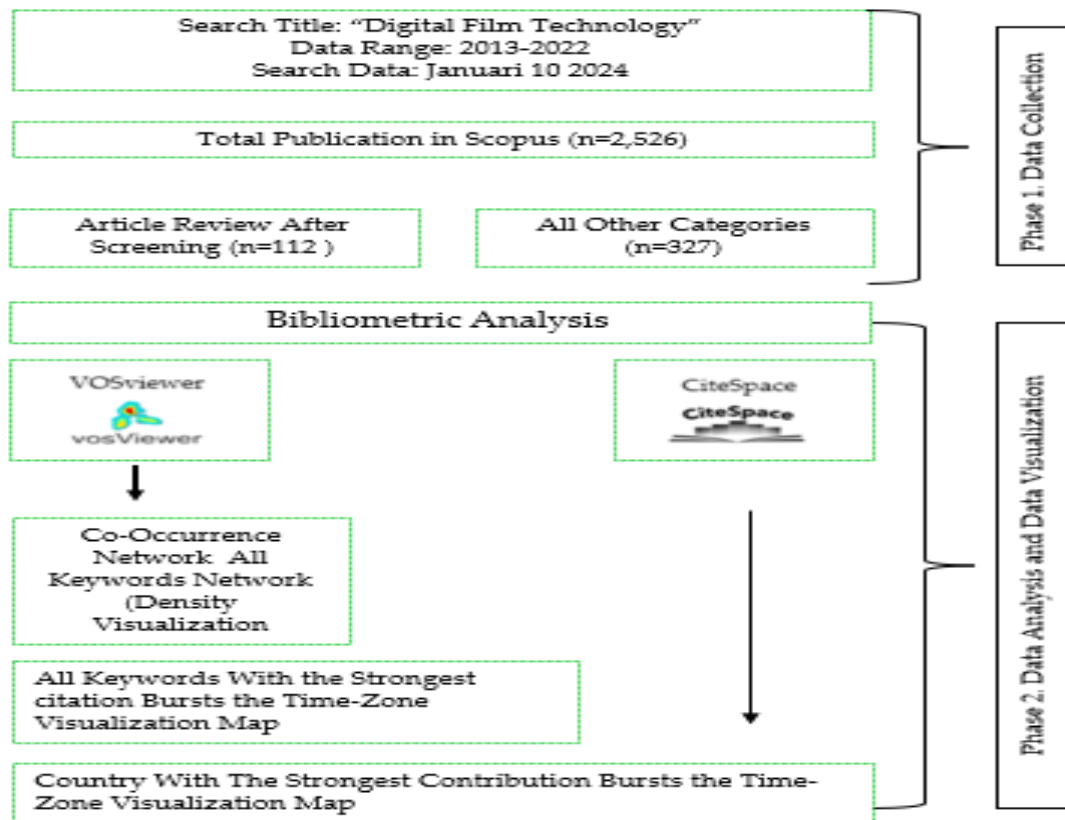 Search Title: “Digital Film Technology”
Data Range: 2013-2022
Search Data: Januari 10 2024
Total Publication in Scopus (n=2,526)
Article Review After
Screening (n=112 )
All Other Categories
(n=327)
Phase 1. Data Collection
Bibliometric Analysis
VOSviewer
vosViewer
CiteSpace
CiteSpace
Co-Occurrence
Network All
Keywords Network
(Density
Visualization
All Keywords With the Strongest
citation Bursts the Time-Zone
Visualization Map
Country With The Strongest Contribution Bursts the Time-
Zone Visualization Map
Phase 2. Data Analysis and Data Visualization